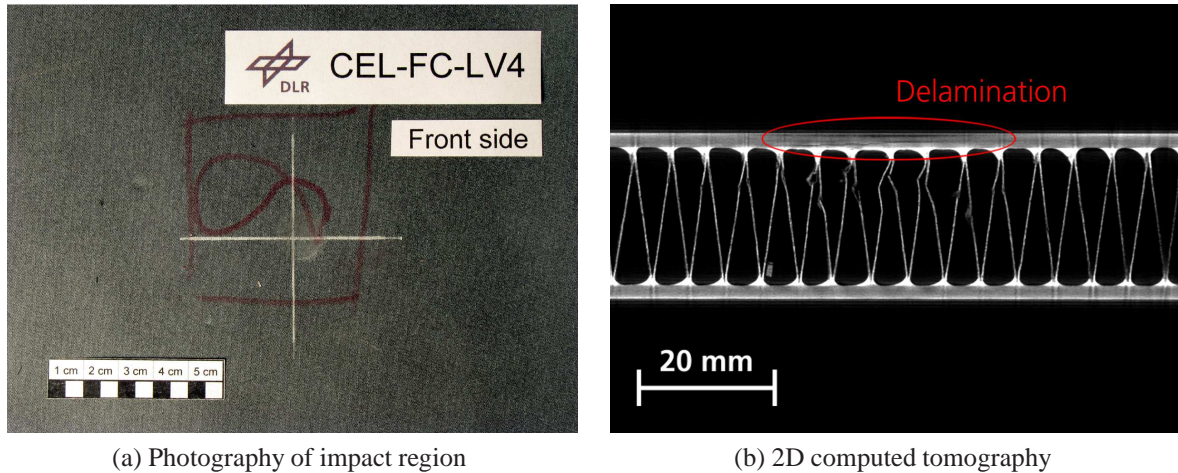 CEL-FC-LV4
DLR
Front side
1 cm 2 cm 3 cm 4 cm 5 cm
(a) Photography of impact region
Delamination
20 mm
(b) 2D computed tomography